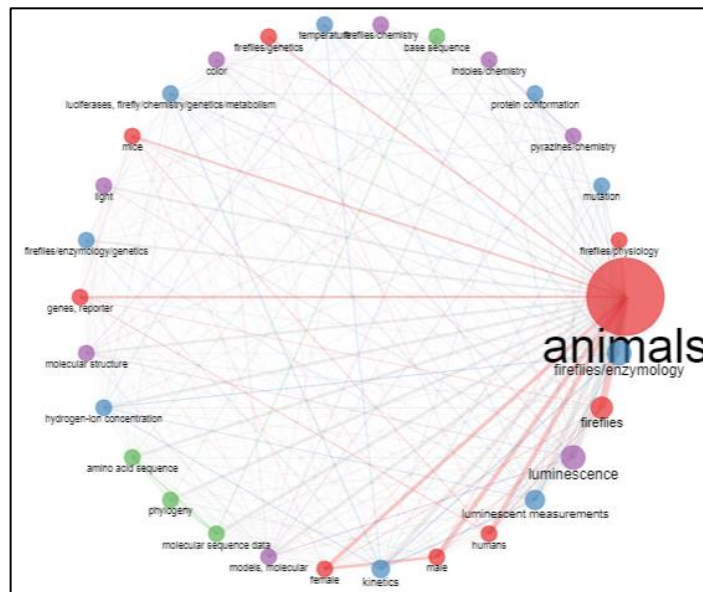 temperature
fireflies/chemistry
fireflies/genetics
base sequence
color
indoles/chemistry
luciferases, firefly/chemistry/genetics/metabolism
protein conformation
mice
pyrazines/chemistry
light
mutation
fireflies/enzymology/genetics
fireflies/physiology
genes, reporter
animals
molecular structure
fireflies/enzymology
hydrogen-ion concentration
fireflies
amino acid sequence
luminescence
phylogeny
luminescent measurements
molecular sequence data
humans
models, molecular
male
female
kinetics